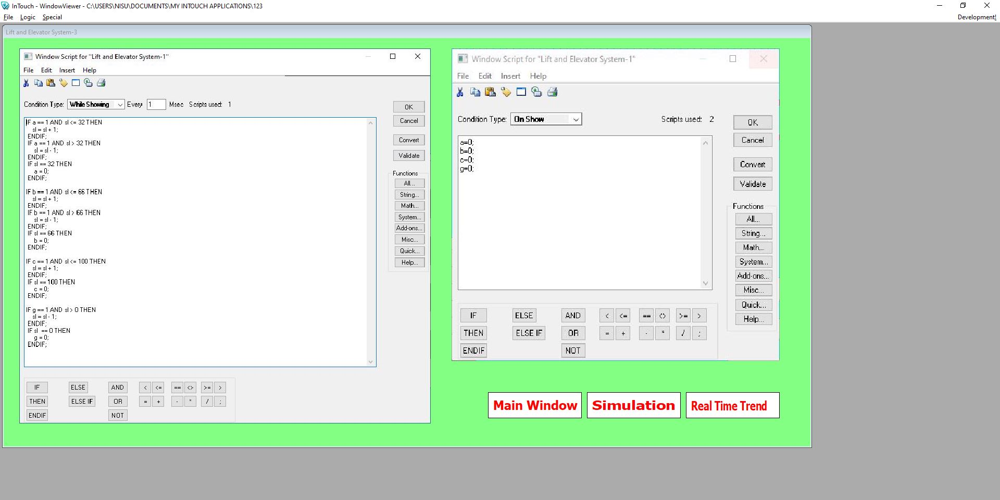 InTouch - WindowViewer - C:\USERS\NISU\DOCUMENTS\MY INTOUCH APPLICATIONS\123
File Logic Special Development!
Lift and Elevator System-3
Window Script for "Lift and Elevator System-1"
File Edit Insert Help
Condition Type: While Showing Every 1 Msec Scripts used: 1
IF a == 1 AND sl <= 32 THEN
sl = sl + 1;
ENDIF;
IF a == 1 AND sl > 32 THEN
sl = sl - 1;
ENDIF;
IF sl == 32 THEN
a = 0;
ENDIF;
IF b == 1 AND sl <= 66 THEN
sl = sl + 1;
ENDIF;
IF b == 1 AND sl > 66 THEN
sl = sl - 1;
ENDIF;
IF sl == 66 THEN
b = 0;
ENDIF;
IF c == 1 AND sl <= 100 THEN
sl = sl + 1;
ENDIF;
IF sl == 100 THEN
c = 0;
ENDIF;
IF g == 1 AND sl > 0 THEN
sl = sl - 1;
ENDIF;
IF sl == 0 THEN
g = 0;
ENDIF;
OK
Cancel
Convert
Validate
Functions
All...
String...
Math...
System...
Add-ons...
Misc...
Quick...
Help...
IF ELSE AND < <= == <> >= >
THEN ELSE IF OR = + - * / ;
ENDIF NOT
Window Script for "Lift and Elevator System-1"
File Edit Insert Help
Condition Type: On Show Scripts used: 2
a=0;
b=0;
c=0;
g=0;
OK
Cancel
Convert
Validate
Functions
All...
String...
Math...
System...
Add-ons...
Misc...
Quick...
Help...
IF ELSE AND < <= == <> >= >
THEN ELSE IF OR = + - * / ;
ENDIF NOT
Main Window Simulation Real Time Trend